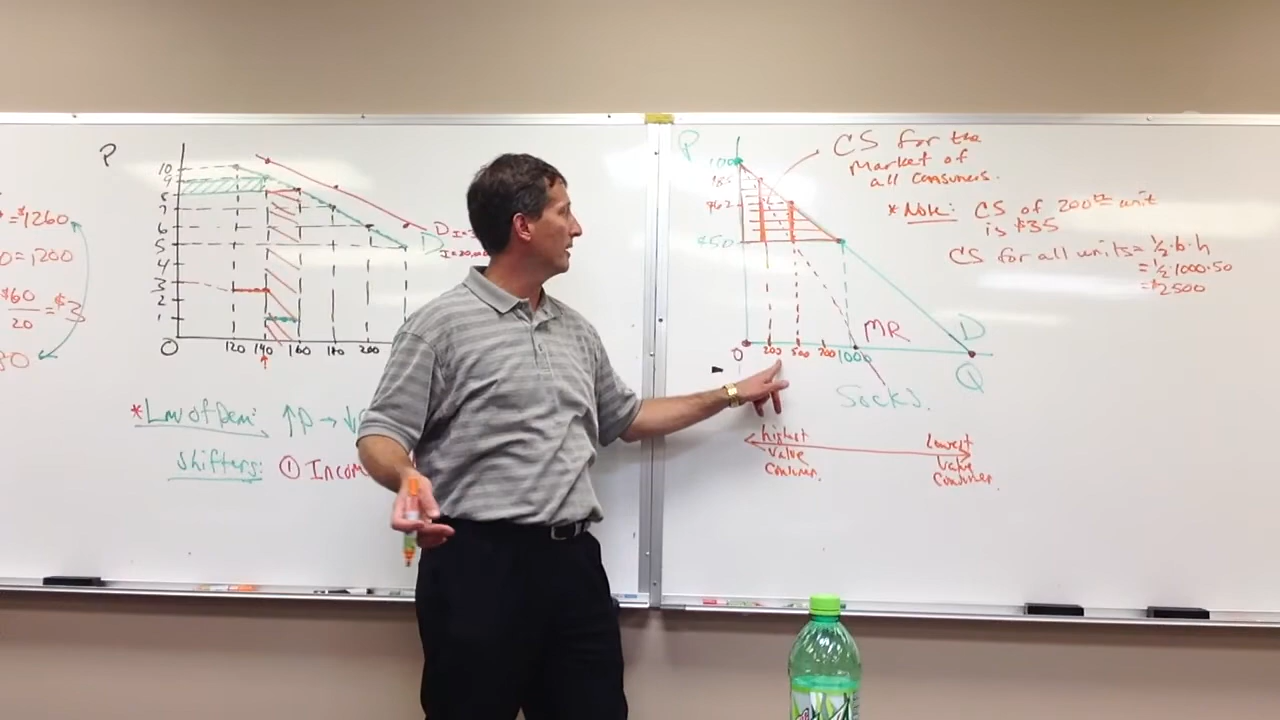 =$1260
0=1200
$60
20
=$3
P
10
9
8
7
6
5
4
3
2
1
0
120 140 160 180 200
D
D
*Law of Dem: ↑P → ↓
Shifters: ① Incom
P
100
$50
0
200 500 700 1000
MR
D
Q
Socks.
CS for the
Market of
all consumers.
*Note: CS of 200th unit
is $35
CS for all units = ½·b·h
= ½·1000·50
= $2500
highest
Value
Consumer.
Lowest
Value
Consumer.